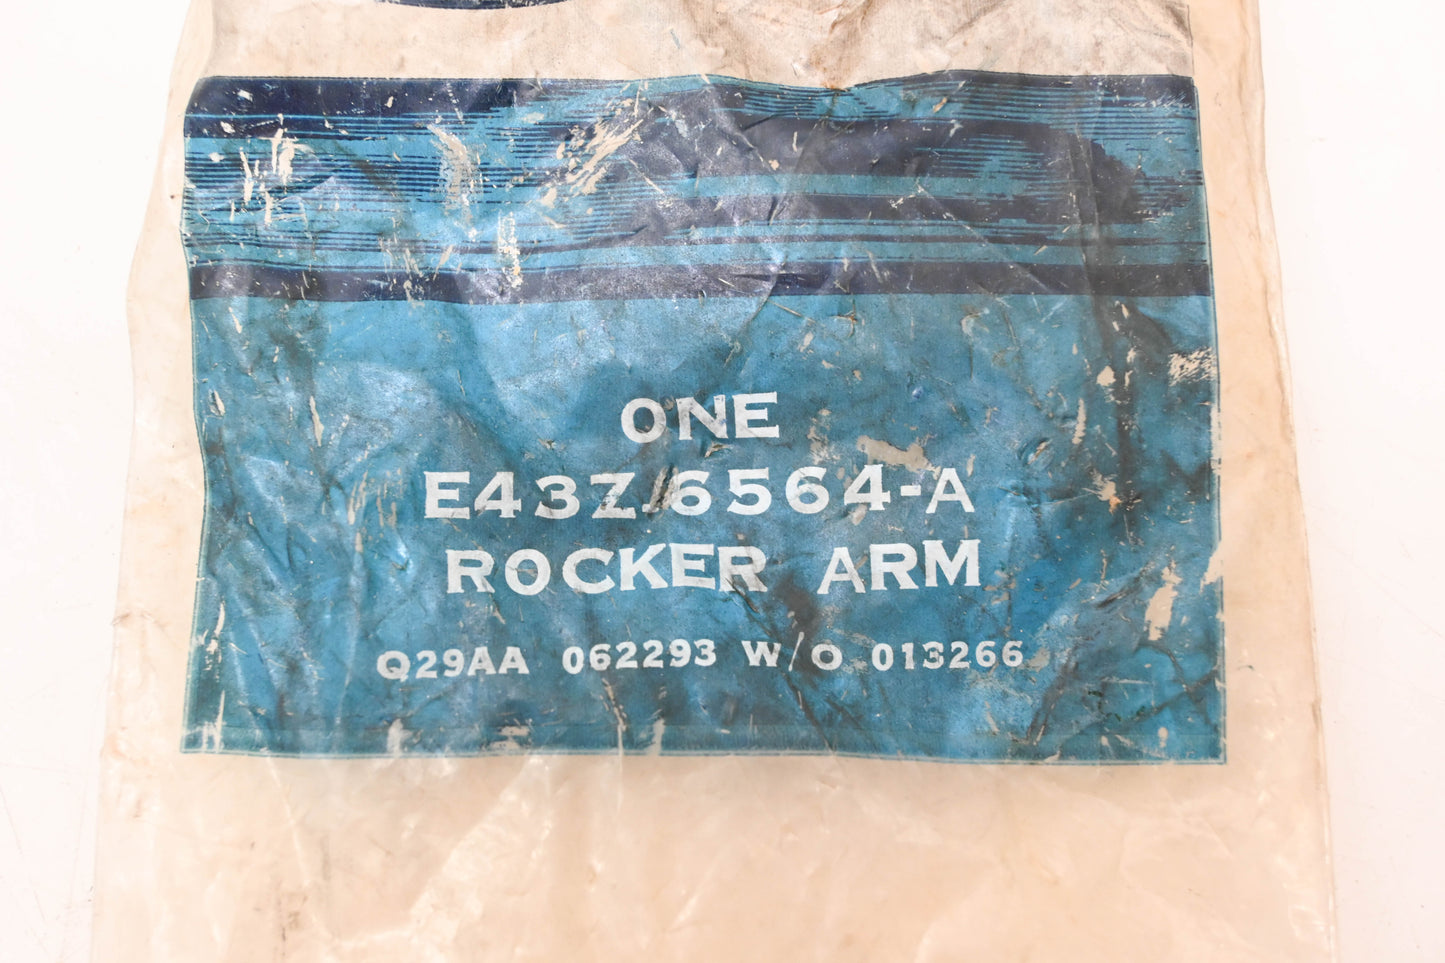 ONE
E43Z-6564-A
ROCKER ARM
Q29AA 062293 W/O 013266